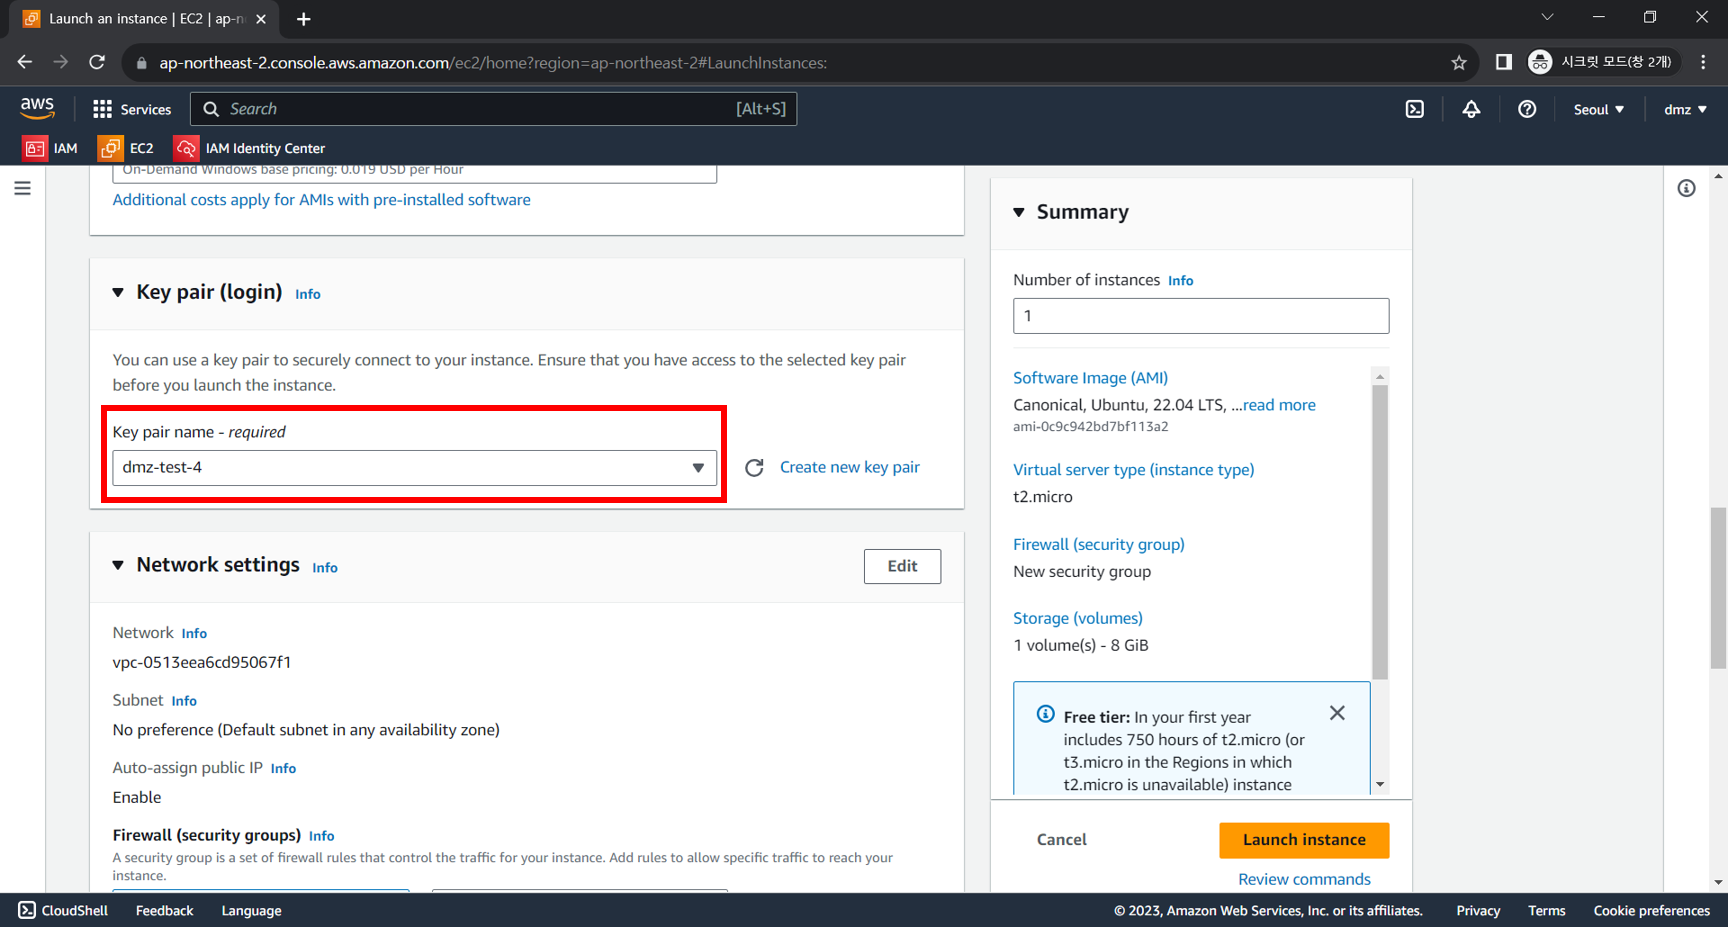 Launch an instance | EC2 | ap-n
ap-northeast-2.console.aws.amazon.com/ec2/home?region=ap-northeast-2#LaunchInstances:
시크릿 모드(창 2개)
aws
Services
Search
[Alt+S]
Seoul
dmz
IAM
EC2
IAM Identity Center
On-Demand Windows base pricing: 0.019 USD per Hour
Additional costs apply for AMIs with pre-installed software
Key pair (login) Info
You can use a key pair to securely connect to your instance. Ensure that you have access to the selected key pair
before you launch the instance.
Key pair name - required
dmz-test-4
Create new key pair
Network settings Info
Edit
Network Info
vpc-0513eea6cd95067f1
Subnet Info
No preference (Default subnet in any availability zone)
Auto-assign public IP Info
Enable
Firewall (security groups) Info
A security group is a set of firewall rules that control the traffic for your instance. Add rules to allow specific traffic to reach your
instance.
Summary
Number of instances Info
1
Software Image (AMI)
Canonical, Ubuntu, 22.04 LTS, ...read more
ami-0c9c942bd7bf113a2
Virtual server type (instance type)
t2.micro
Firewall (security group)
New security group
Storage (volumes)
1 volume(s) - 8 GiB
Free tier: In your first year
includes 750 hours of t2.micro (or
t3.micro in the Regions in which
t2.micro is unavailable) instance
Cancel
Launch instance
Review commands
CloudShell
Feedback
Language
© 2023, Amazon Web Services, Inc. or its affiliates.
Privacy
Terms
Cookie preferences